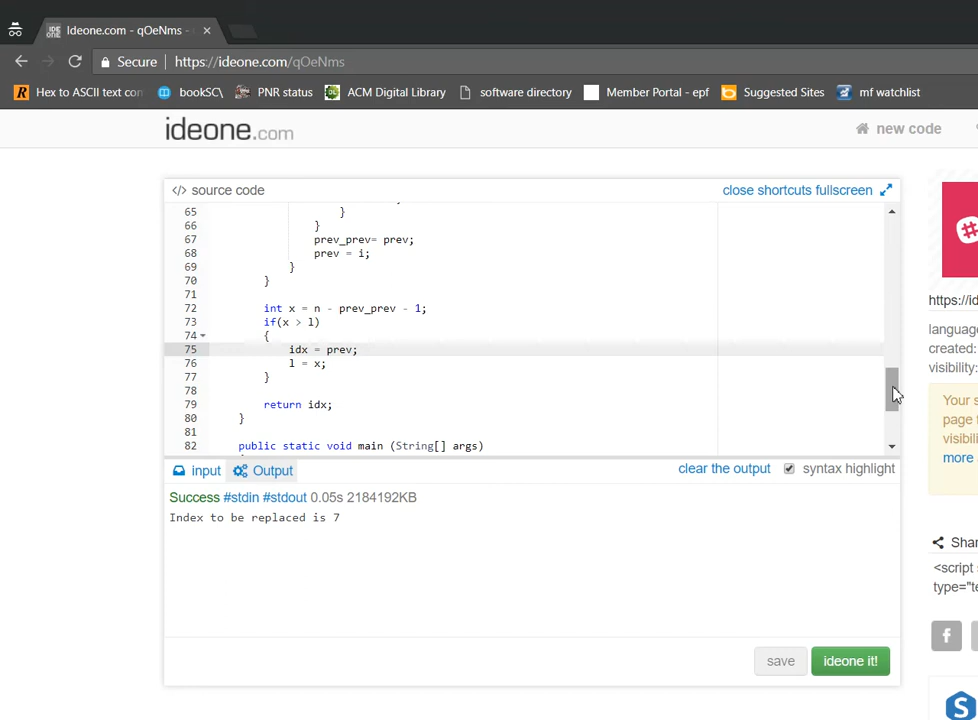 Ideone.com - qOeNms -
Secure https://ideone.com/qOeNms
Hex to ASCII text con bookSC\ PNR status ACM Digital Library software directory Member Portal - epf Suggested Sites mf watchlist
ideone.com
new code
</> source code
close shortcuts fullscreen
65 }
66 }
67 prev_prev= prev;
68 prev = i;
69 }
70 }
71
72 int x = n - prev_prev - 1;
73 if(x > l)
74 {
75 idx = prev;
76 l = x;
77 }
78
79 return idx;
80 }
81
82 public static void main (String[] args)
input Output
clear the output syntax highlight
Success #stdin #stdout 0.05s 2184192KB
Index to be replaced is 7
save ideone it!
#
https://id
language:
created:
visibility:
Your s
page
visibili
more
Shar
<script s
type="te
f
S